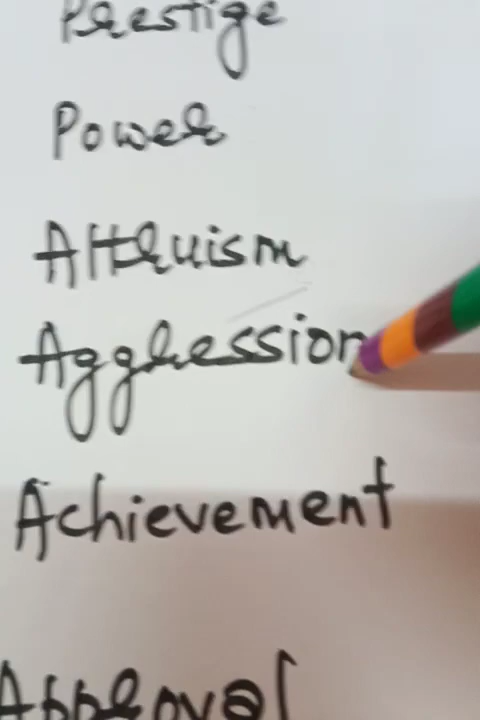 Prestige
Power
Altruism
Aggression
Achievement
Approval